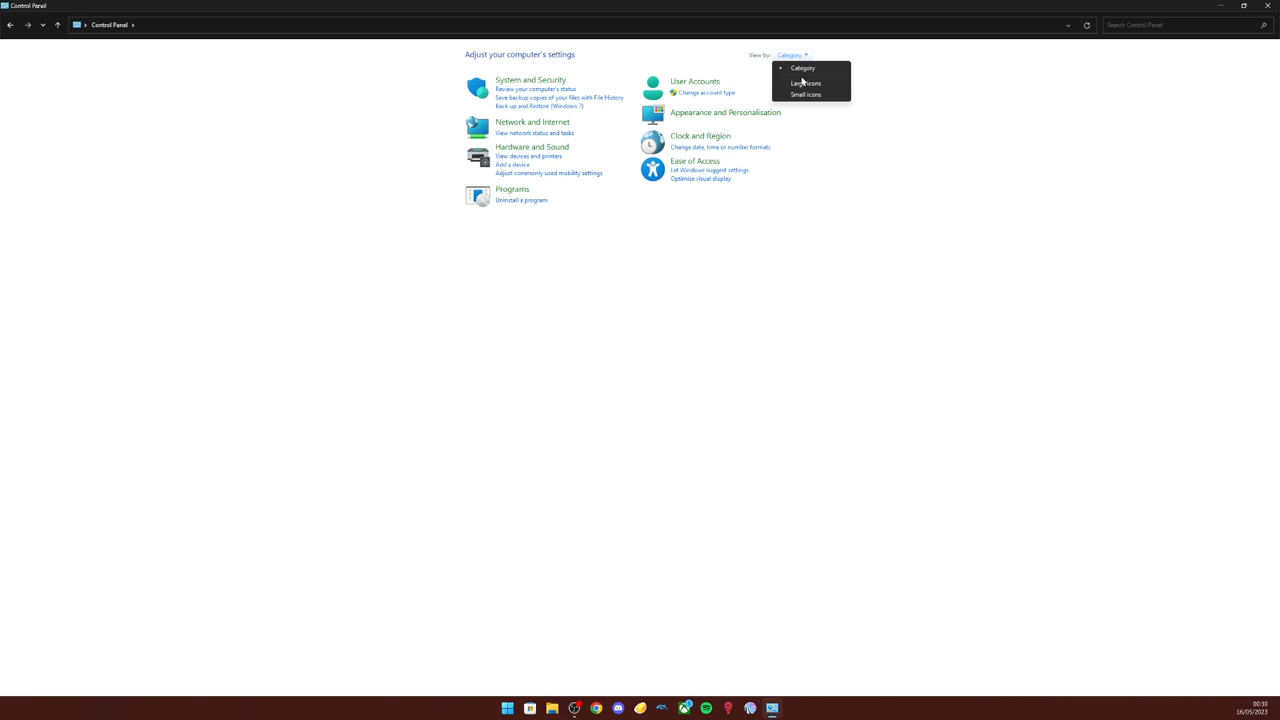 Control Panel
Control Panel
Search Control Panel
Adjust your computer's settings
View by: Category
Category
Large icons
Small icons
System and Security
Review your computer's status
Save backup copies of your files with File History
Back up and Restore (Windows 7)
Network and Internet
View network status and tasks
Hardware and Sound
View devices and printers
Add a device
Adjust commonly used mobility settings
Programs
Uninstall a program
User Accounts
Change account type
Appearance and Personalisation
Clock and Region
Change date, time or number formats
Ease of Access
Let Windows suggest settings
Optimise visual display
00:30
16/05/2023